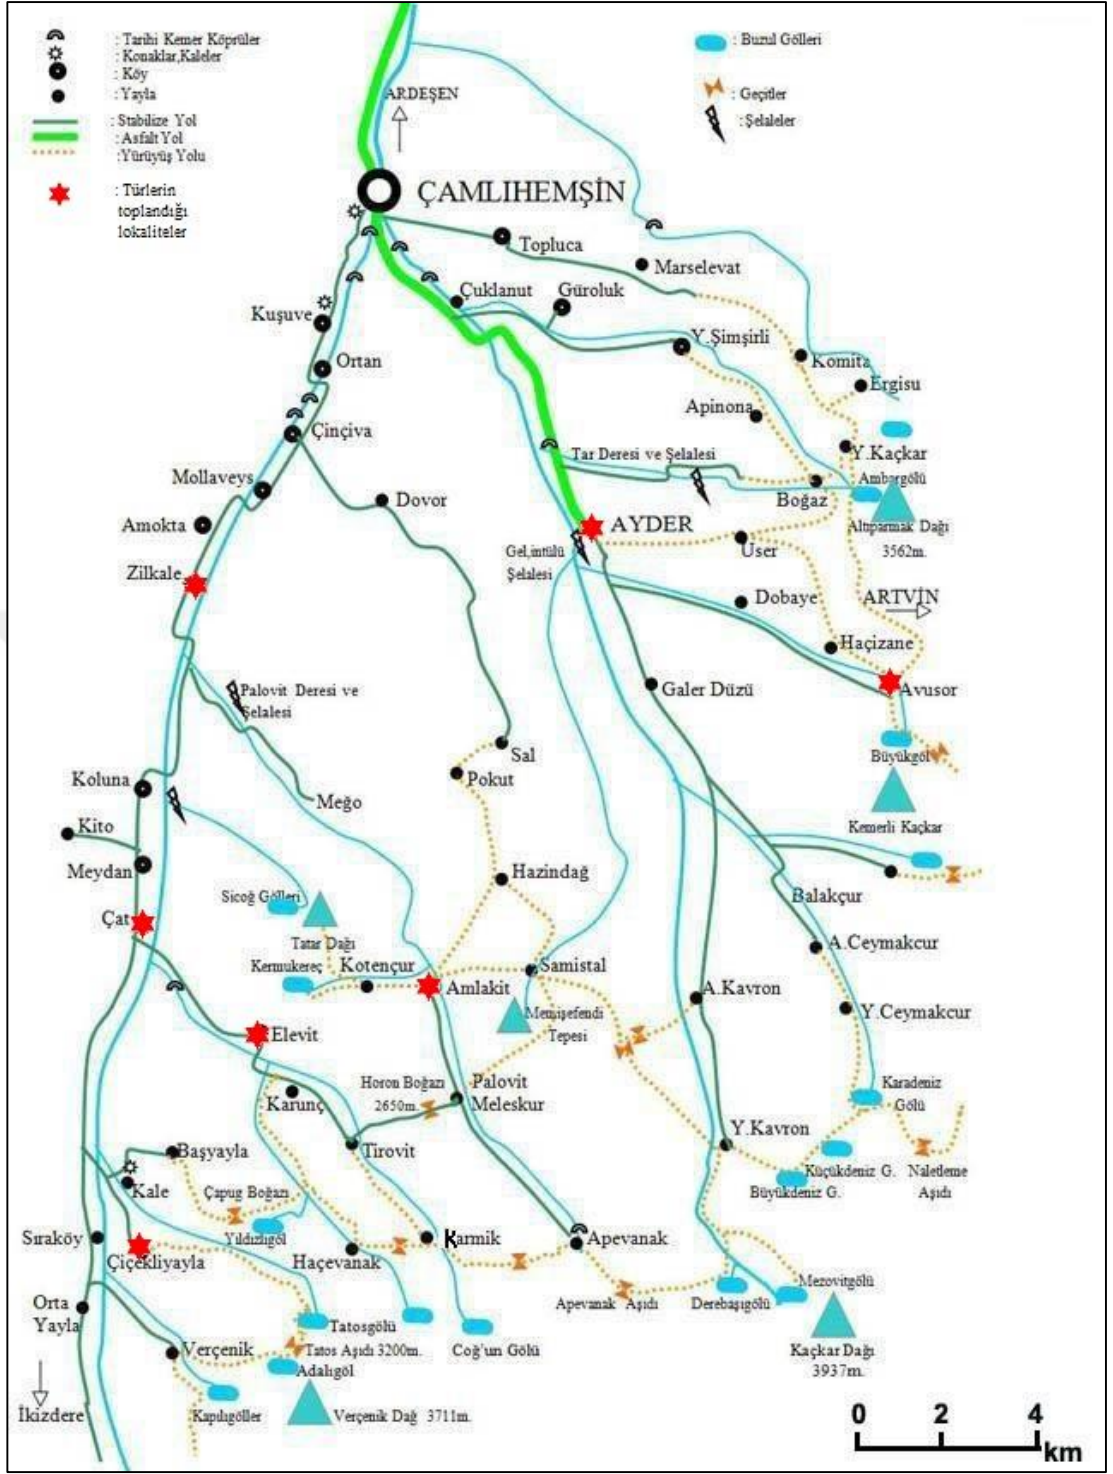 : Tarihi Kemer Köprüler
: Konaklar,Kaleler
: Köy
: Yayla
: Stabilize Yol
: Asfalt Yol
:Yürüyüş Yolu
: Türlerin
toplandığı
lokaliteler
: Buzul Gölleri
: Geçitler
: Şelaleler
ARDEŞEN
ÇAMLIHEMŞİN
Topluca
Marselevat
Çuklanut
Güroluk
Kuşuve
Y.Şimşirli
Komita
Ortan
Ergisu
Apinona
Çinçiva
Tar Deresi ve Şelalesi
Y.Kaçkar
Mollaveys
Ambargölü
Dovor
Boğaz
Amokta
AYDER
Altıparmak Dağı
3562m.
Gel,intülü
Şelalesi
User
Zilkale
Dobaye
ARTVİN
Haçizane
Palovit Deresi ve
Şelalesi
Galer Düzü
Avusor
Sal
Büyükgöl
Koluna
Pokut
Meğo
Kito
Kemerli Kaçkar
Meydan
Hazindağ
Sicoğ Gölleri
Balakçur
Çat
Tatar Dağı
A.Ceymakcur
Kermukereç
Kotençur
Samistal
Amlakit
A.Kavron
Memişefendi
Tepesi
Y.Ceymakcur
Elevit
Horon Boğazı
2650m.
Palovit
Meleskur
Karadeniz
Gölü
Karunç
Y.Kavron
Başyayla
Tirovit
Küçükdeniz G.
Naletleme
Aşıdı
Kale
Çapug Boğazı
Büyükdeniz G.
Yıldızlıgöl
Sıraköy
Karmik
Apevanak
Çiçekliyayla
Haçevanak
Mezovitgölü
Orta
Yayla
Apevanak Aşıdı
Derebaşıgölü
Tatosgölü
Verçenik
Tatos Aşıdı 3200m.
Coğ'un Gölü
Kaçkar Dağı
3937m.
Adalıgöl
İkizdere
Kapılıgöller
Verçenik Dağ 3711m.
0 2 4
km